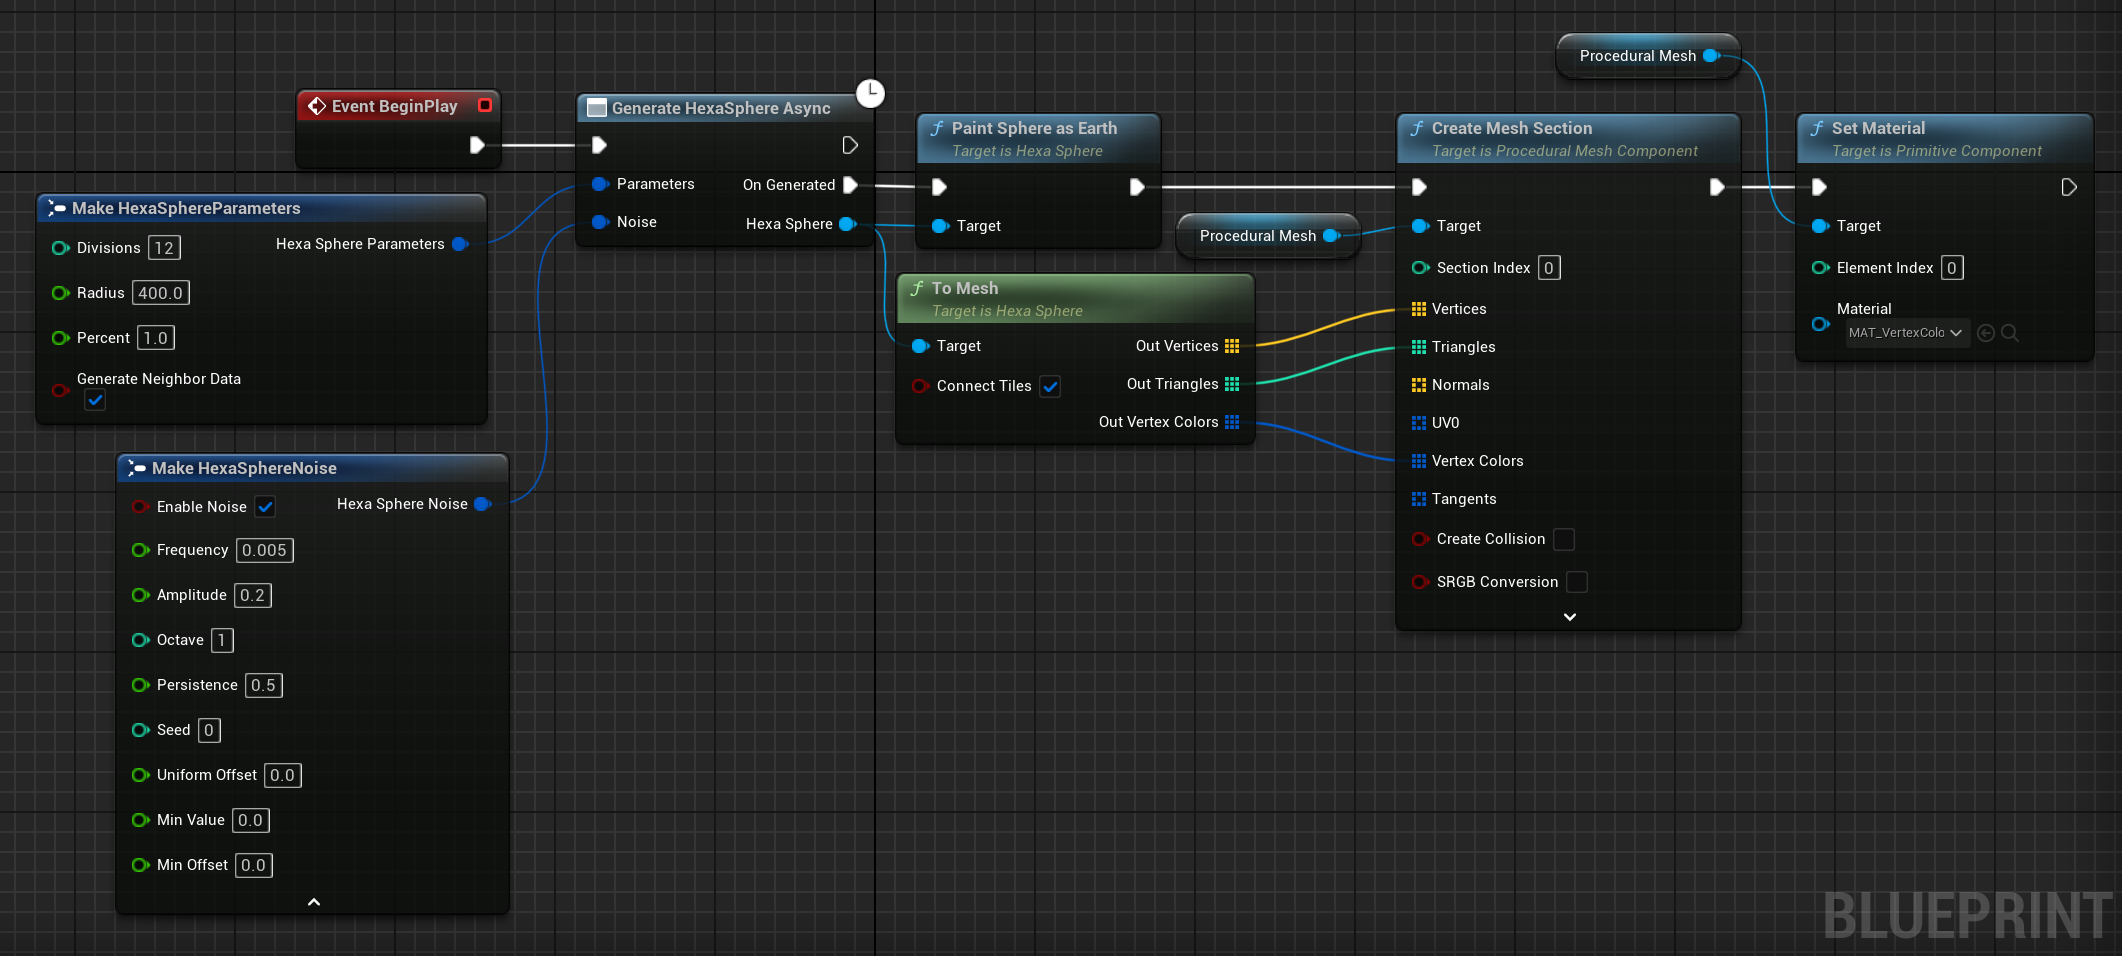 Event BeginPlay
Make HexaSphereParameters
Divisions 12
Hexa Sphere Parameters
Radius 400.0
Percent 1.0
Generate Neighbor Data
Make HexaSphereNoise
Enable Noise
Hexa Sphere Noise
Frequency 0.005
Amplitude 0.2
Octave 1
Persistence 0.5
Seed 0
Uniform Offset 0.0
Min Value 0.0
Min Offset 0.0
Generate HexaSphere Async
Parameters
On Generated
Noise
Hexa Sphere
Paint Sphere as Earth
Target is Hexa Sphere
Target
To Mesh
Target is Hexa Sphere
Target
Out Vertices
Connect Tiles
Out Triangles
Out Vertex Colors
Procedural Mesh
Create Mesh Section
Target is Procedural Mesh Component
Target
Section Index 0
Vertices
Triangles
Normals
UV0
Vertex Colors
Tangents
Create Collision
SRGB Conversion
Procedural Mesh
Set Material
Target is Primitive Component
Target
Element Index 0
Material
MAT_VertexColo
BLUEPRINT